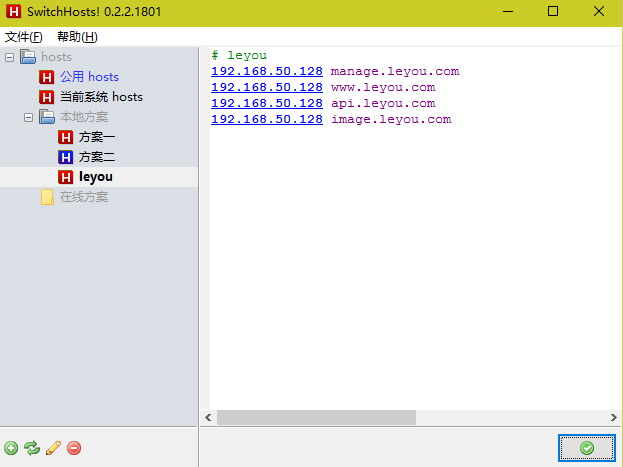 SwitchHosts! 0.2.2.1801
文件(F) 帮助(H)
hosts
公用 hosts
当前系统 hosts
本地方案
方案一
方案二
leyou
在线方案
# leyou
192.168.50.128 manage.leyou.com
192.168.50.128 www.leyou.com
192.168.50.128 api.leyou.com
192.168.50.128 image.leyou.com